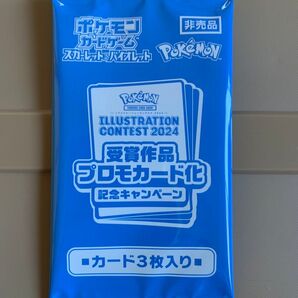 ポケモン
カードゲーム
スカーレット&バイオレット
非売品
Pokémon
Pokémon
TRADING CARD GAME
ILLUSTRATION
CONTEST 2024
受賞作品
プロモカード化
記念キャンペーン
■カード3枚入り■